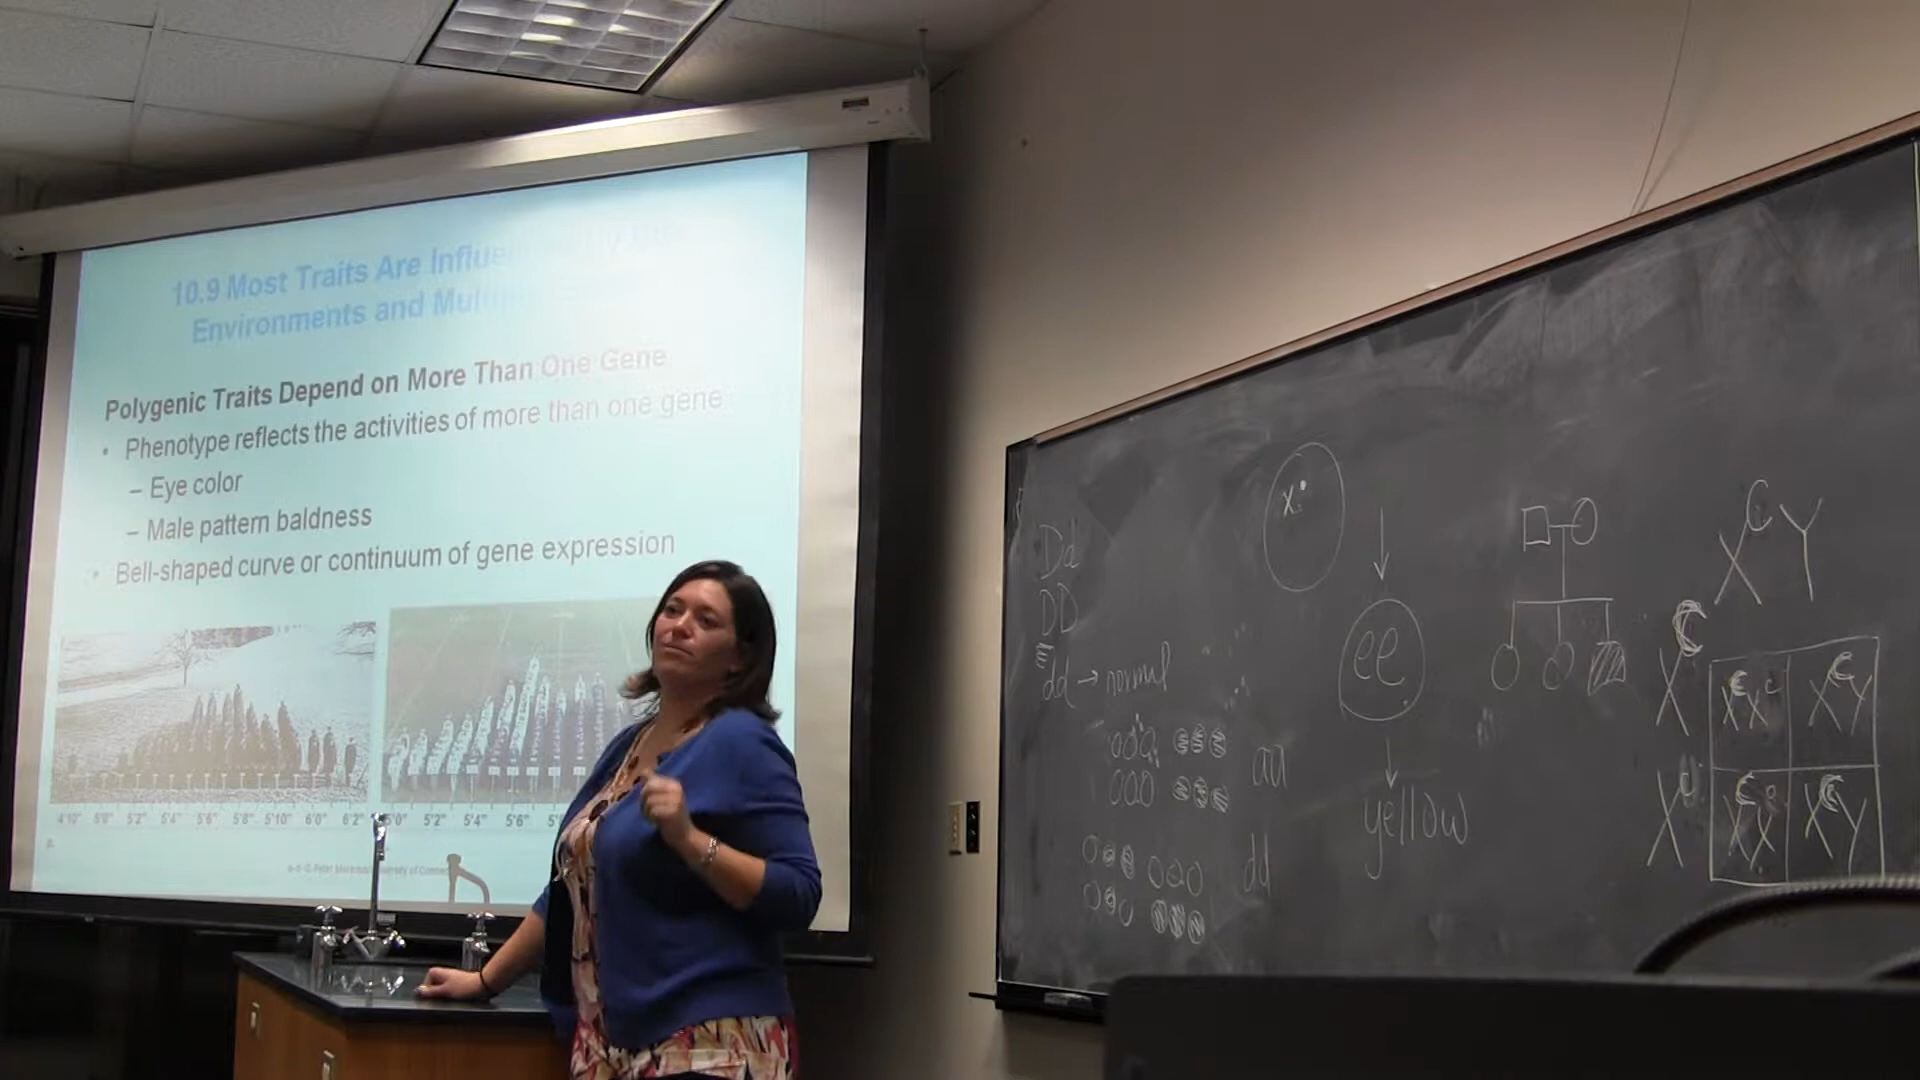 10.9 Most Traits Are
Environments and
Polygenic Traits Depend on More Than One Gene
• Phenotype reflects the activities of more than one gene
– Eye color
– Male pattern baldness
• Bell-shaped curve or continuum of gene expression
4'10" 5'0" 5'2" 5'4" 5'6" 5'8" 5'10" 6'0" 6'2"
5'0" 5'2" 5'4" 5'6"
Dd
DD
dd → normal
aa
dd
x
ee
yellow
X^C Y
X^C
X
X^C Y
X^C Y